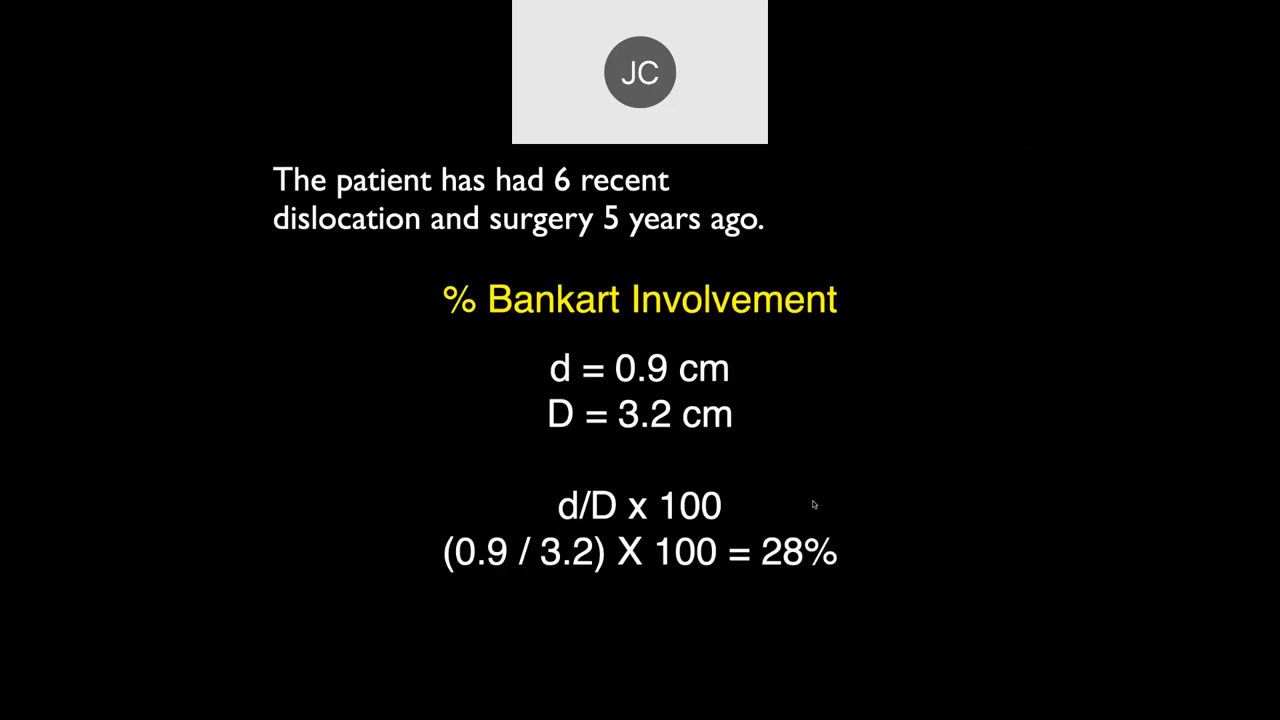 JC
The patient has had 6 recent
dislocation and surgery 5 years ago.
% Bankart Involvement
d = 0.9 cm
D = 3.2 cm
d/D x 100
(0.9 / 3.2) X 100 = 28%